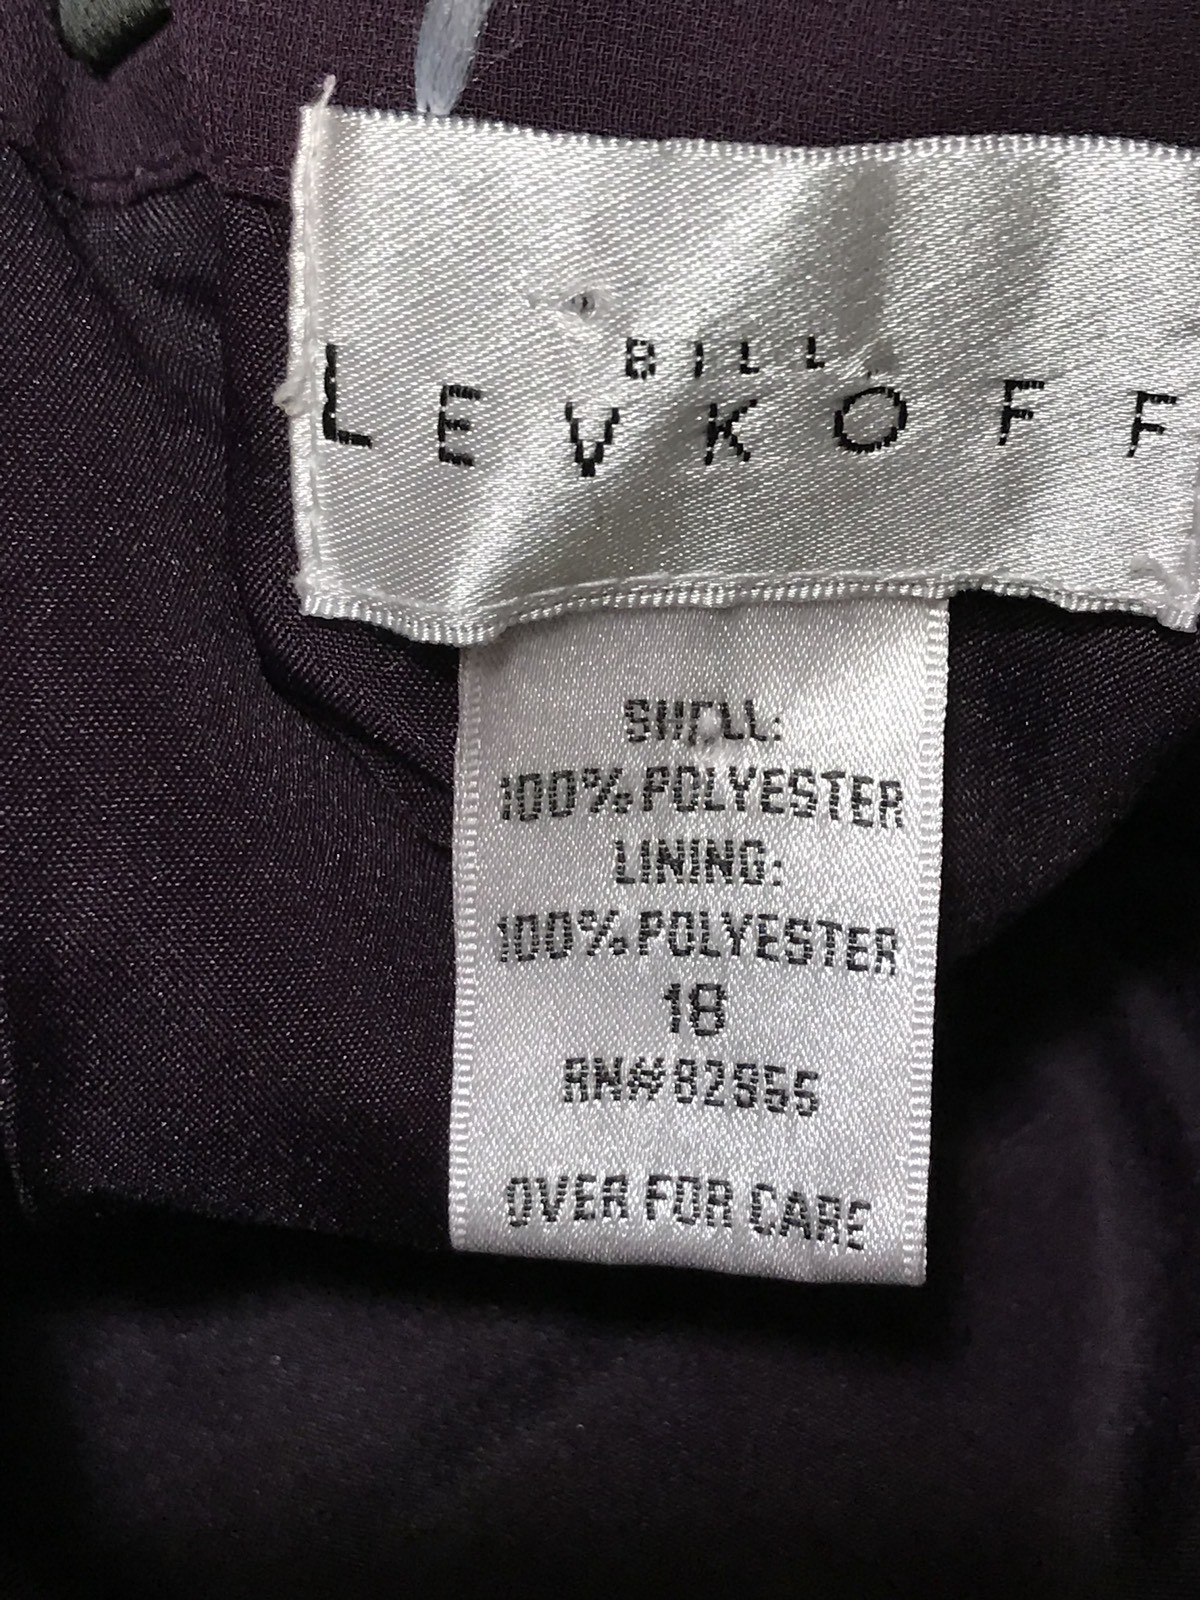 BILL
LEVKOFF
SHELL:
100% POLYESTER
LINING:
100% POLYESTER
18
RN# 82955
OVER FOR CARE